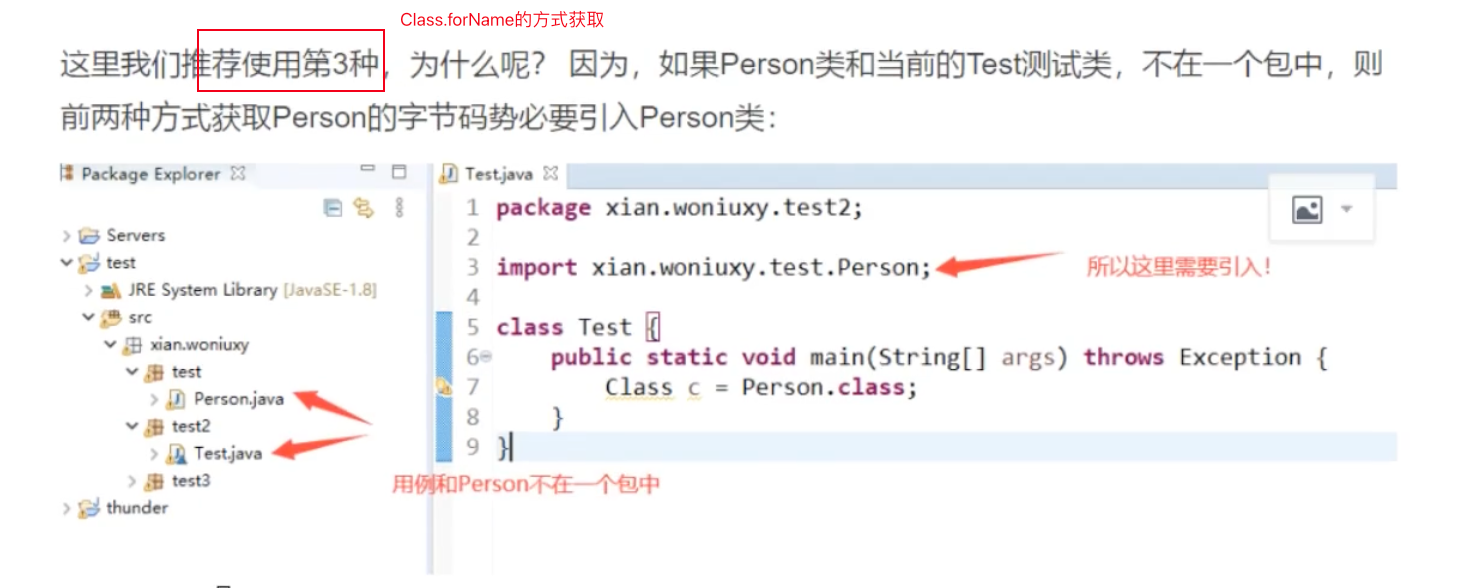 Class.forName的方式获取
这里我们推荐使用第3种，为什么呢？ 因为，如果Person类和当前的Test测试类，不在一个包中，则
前两种方式获取Person的字节码势必要引入Person类：
Package Explorer
Servers
test
JRE System Library [JavaSE-1.8]
src
xian.woniuxy
test
Person.java
test2
Test.java
test3
thunder
Test.java
1 package xian.woniuxy.test2;
2
3 import xian.woniuxy.test.Person;
所以这里需要引入！
4
5 class Test {
6 public static void main(String[] args) throws Exception {
7 Class c = Person.class;
8 }
9 }
用例和Person不在一个包中